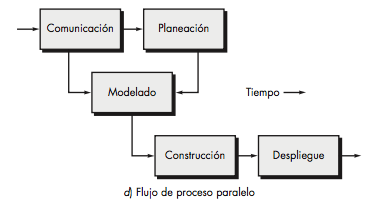 Comunicación
Planeación
Modelado
Tiempo
Construcción
Despliegue
d) Flujo de proceso paralelo